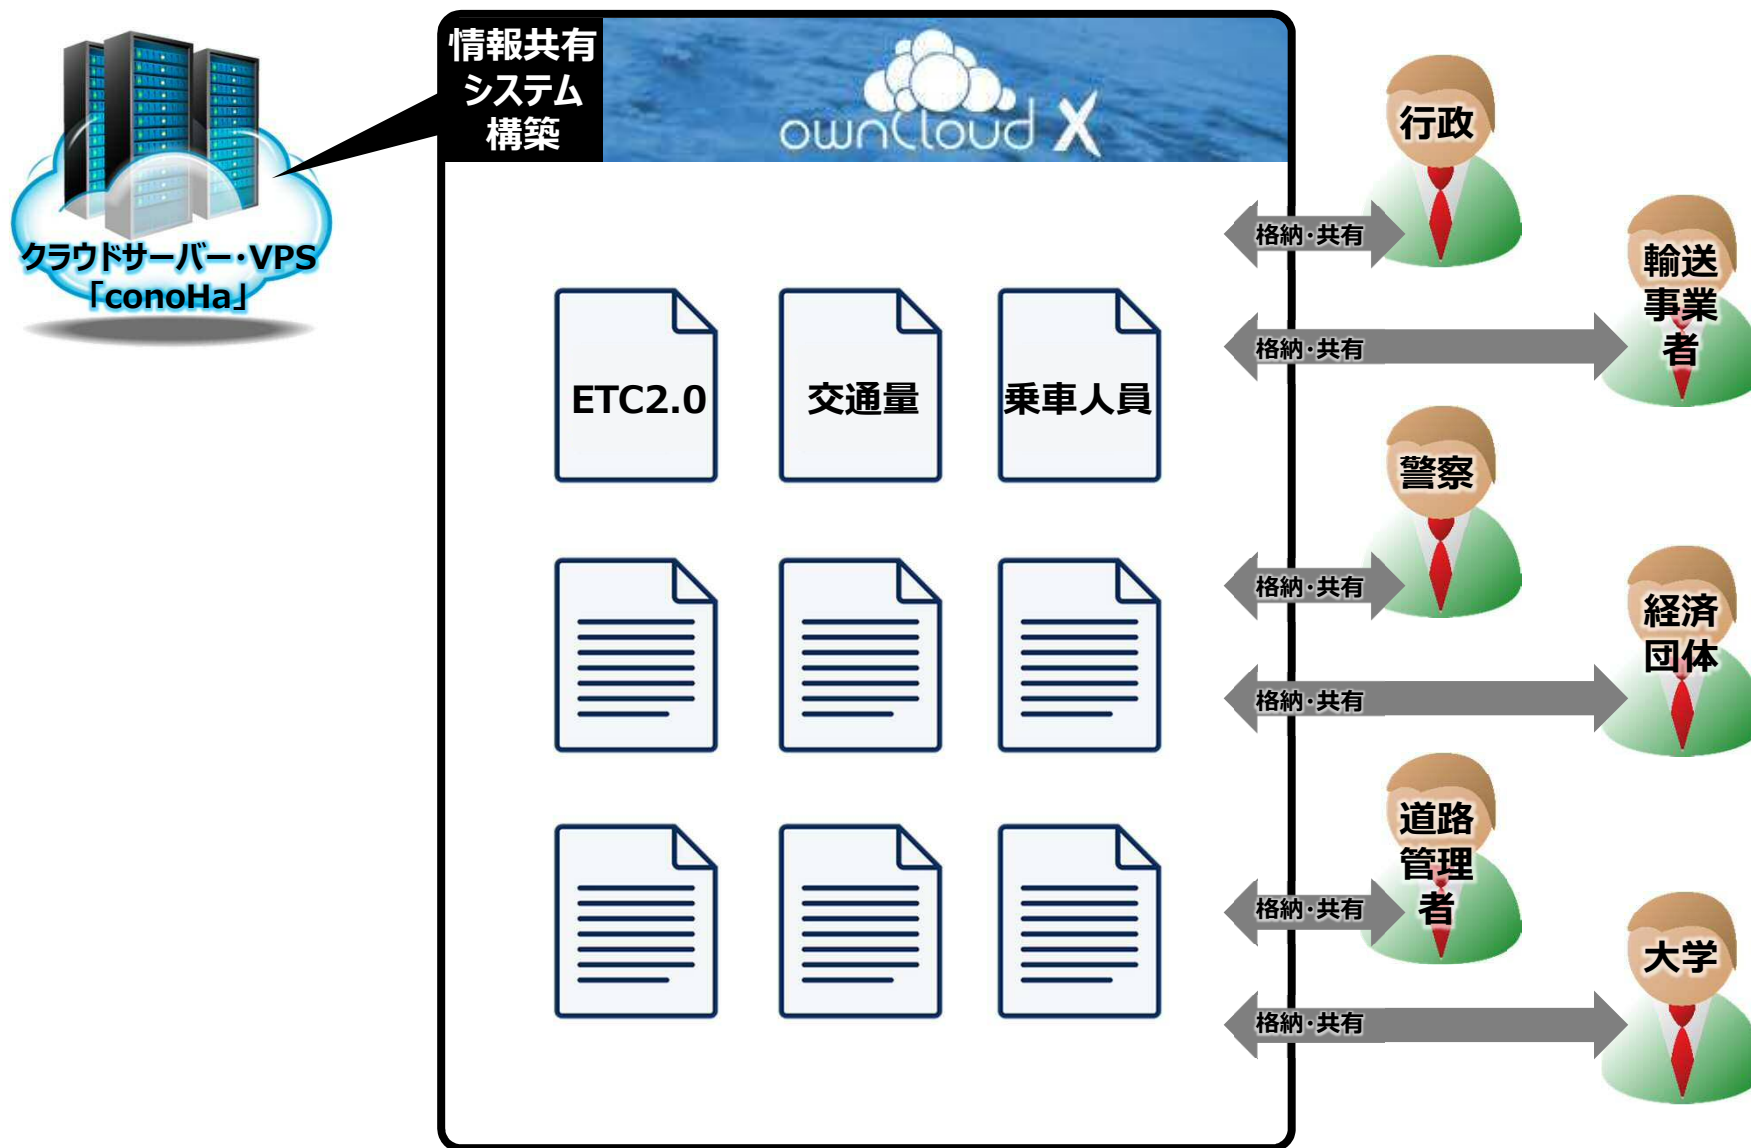 情報共有
システム
構築
ownCloud X
クラウドサーバー・VPS
「conoHa」
ETC2.0
交通量
乗車人員
格納・共有
行政
格納・共有
輸送
事業
者
格納・共有
警察
格納・共有
経済
団体
格納・共有
道路
管理
者
格納・共有
大学